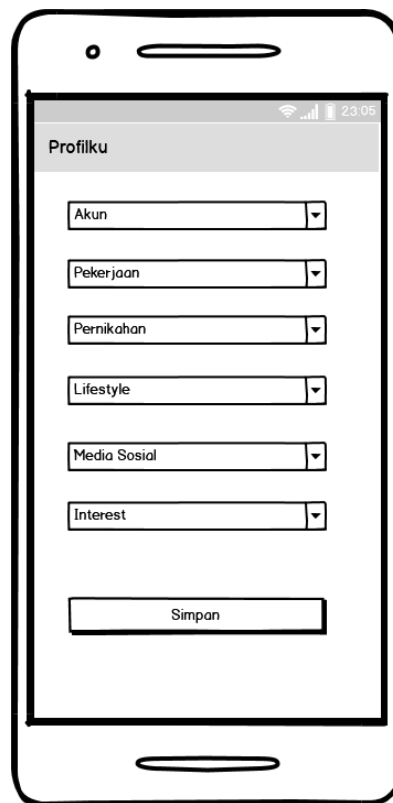 23:05
Profilku
Akun
Pekerjaan
Pernikahan
Lifestyle
Media Sosial
Interest
Simpan